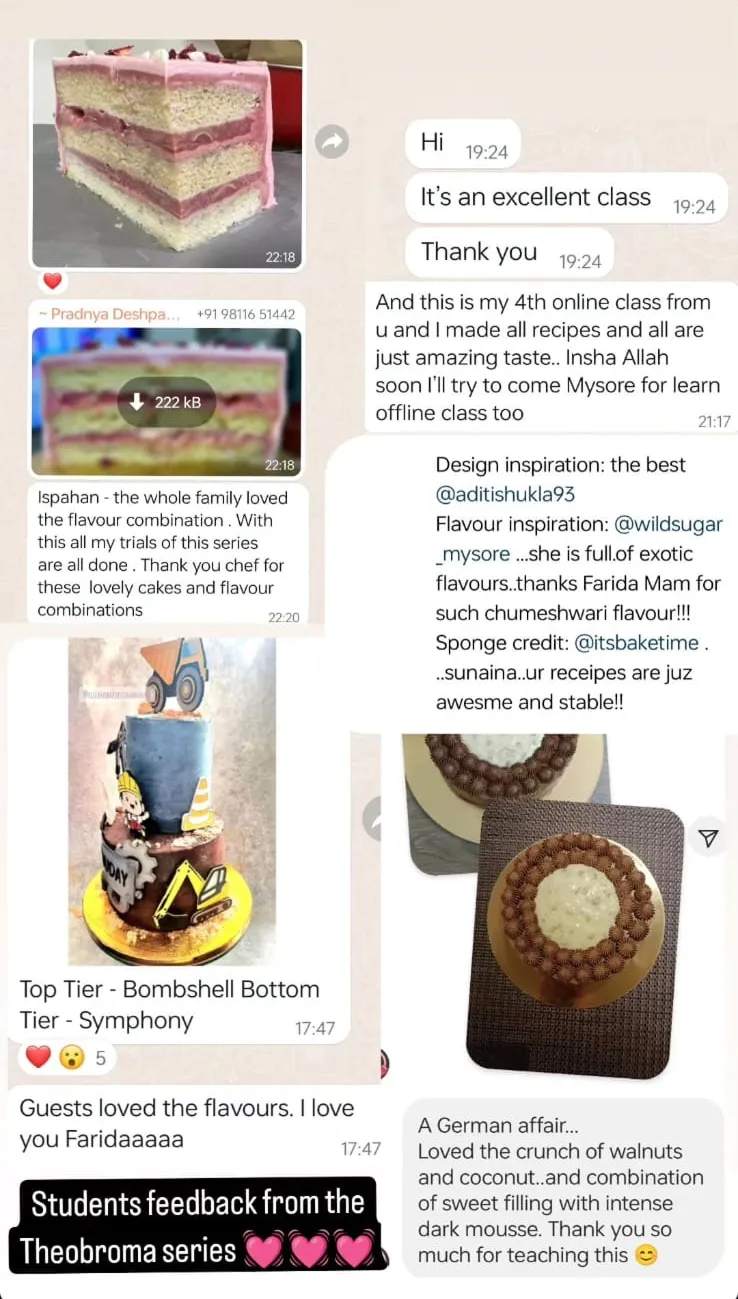 22:18
~ Pradnya Deshpa... +91 98116 51442
222 kB
22:18
Ispahan - the whole family loved
the flavour combination . With
this all my trials of this series
are all done . Thank you chef for
these lovely cakes and flavour
combinations
22:20
Hi 19:24
It's an excellent class 19:24
Thank you 19:24
And this is my 4th online class from
u and I made all recipes and all are
just amazing taste.. Insha Allah
soon I'll try to come Mysore for learn
offline class too
21:17
Design inspiration: the best
@aditishukla93
Flavour inspiration: @wildsugar
_mysore ...she is full.of exotic
flavours..thanks Farida Mam for
such chumeshwari flavour!!!
Sponge credit: @itsbaketime .
..sunaina..ur receipes are juz
awesme and stable!!
DAY
Top Tier - Bombshell Bottom
Tier - Symphony
17:47
❤️ 😮 5
Guests loved the flavours. I love
you Faridaaaaa
17:47
Students feedback from the
Theobroma series 💓💓💓
A German affair...
Loved the crunch of walnuts
and coconut..and combination
of sweet filling with intense
dark mousse. Thank you so
much for teaching this 😊